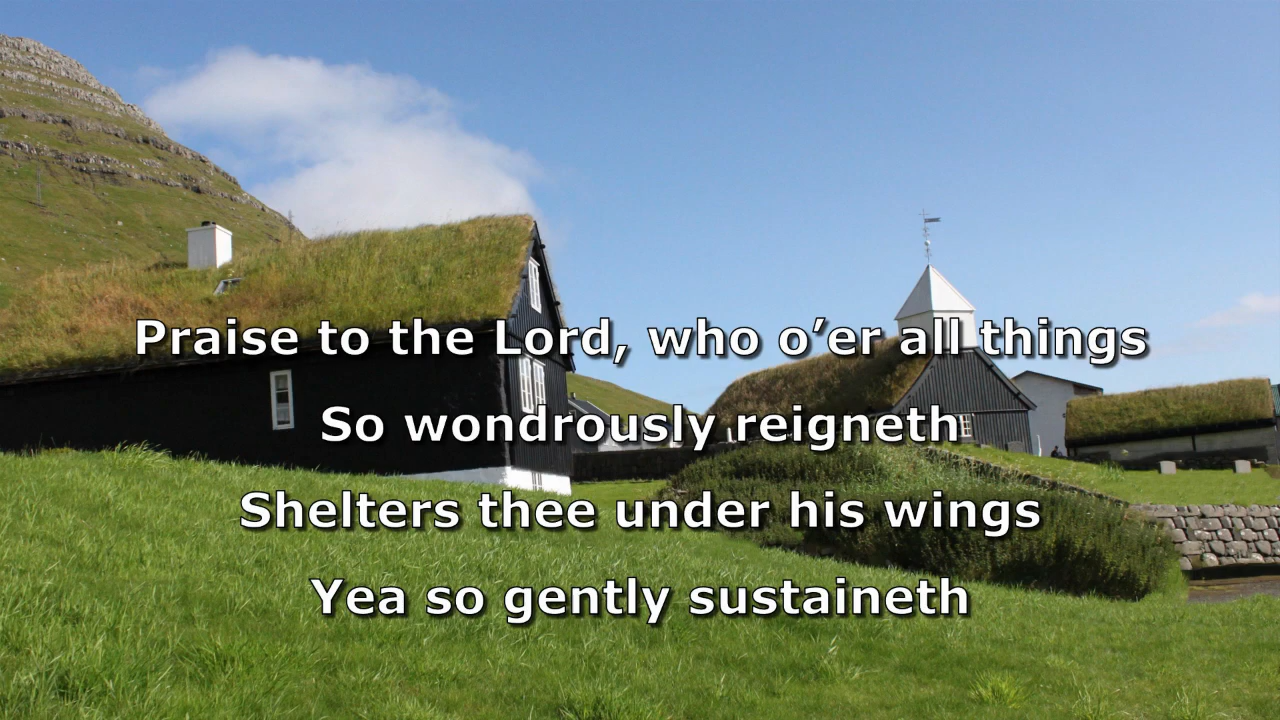 Praise to the Lord, who o’er all things
So wondrously reigneth
Shelters thee under his wings
Yea so gently sustaineth